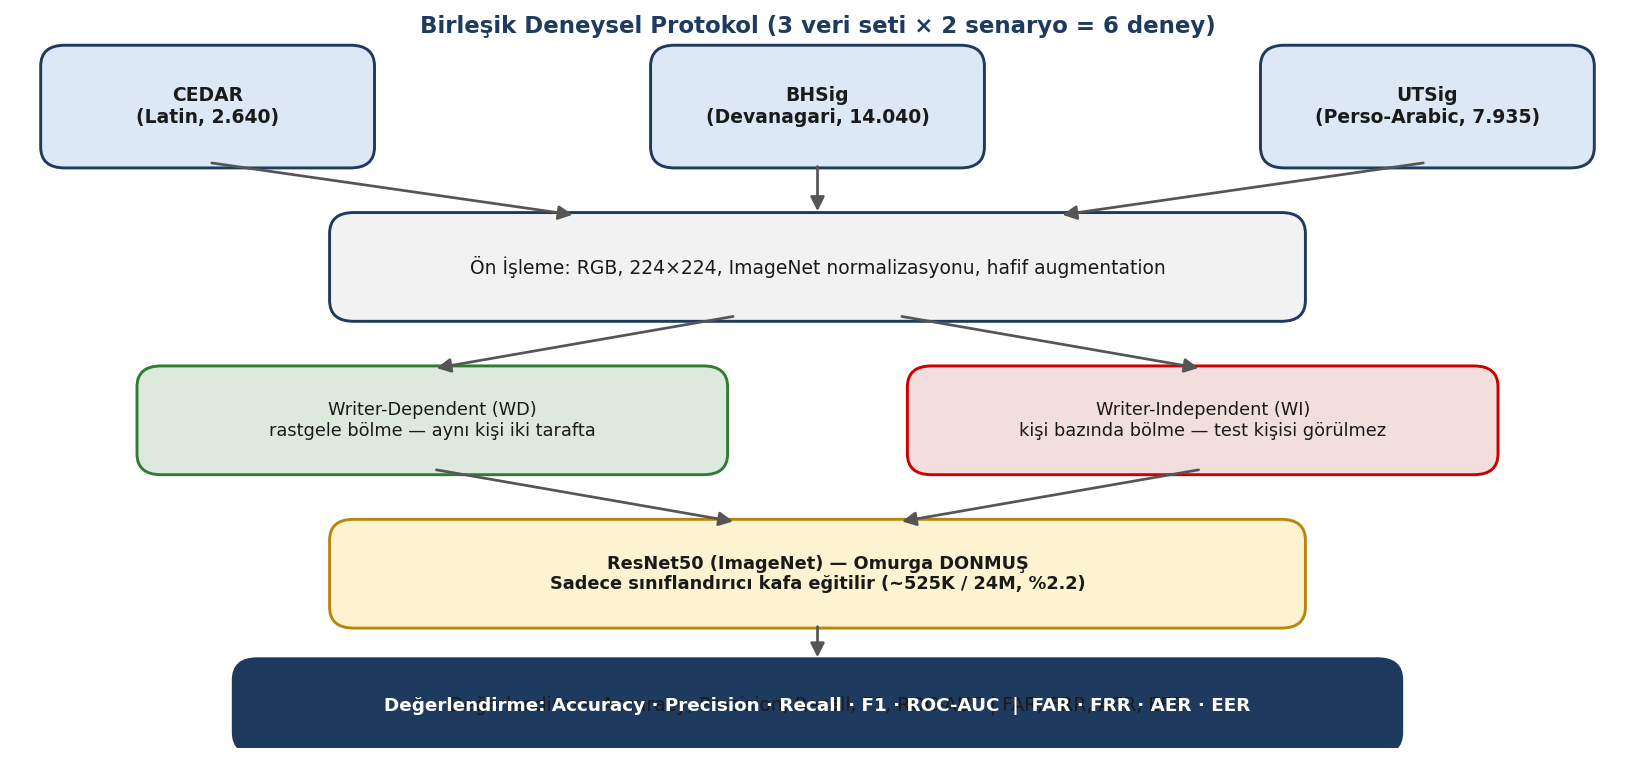 Birleşik Deneysel Protokol (3 veri seti × 2 senaryo = 6 deney)
CEDAR
(Latin, 2.640)
BHSig
(Devanagari, 14.040)
UTSig
(Perso-Arabic, 7.935)
Ön İşleme: RGB, 224×224, ImageNet normalizasyonu, hafif augmentation
Writer-Dependent (WD)
rastgele bölme — aynı kişi iki tarafta
Writer-Independent (WI)
kişi bazında bölme — test kişisi görülmez
ResNet50 (ImageNet) — Omurga DONMUŞ
Sadece sınıflandırıcı kafa eğitilir (~525K / 24M, %2.2)
Değerlendirme: Accuracy · Precision · Recall · F1 · ROC-AUC | FAR · FRR · AER · EER